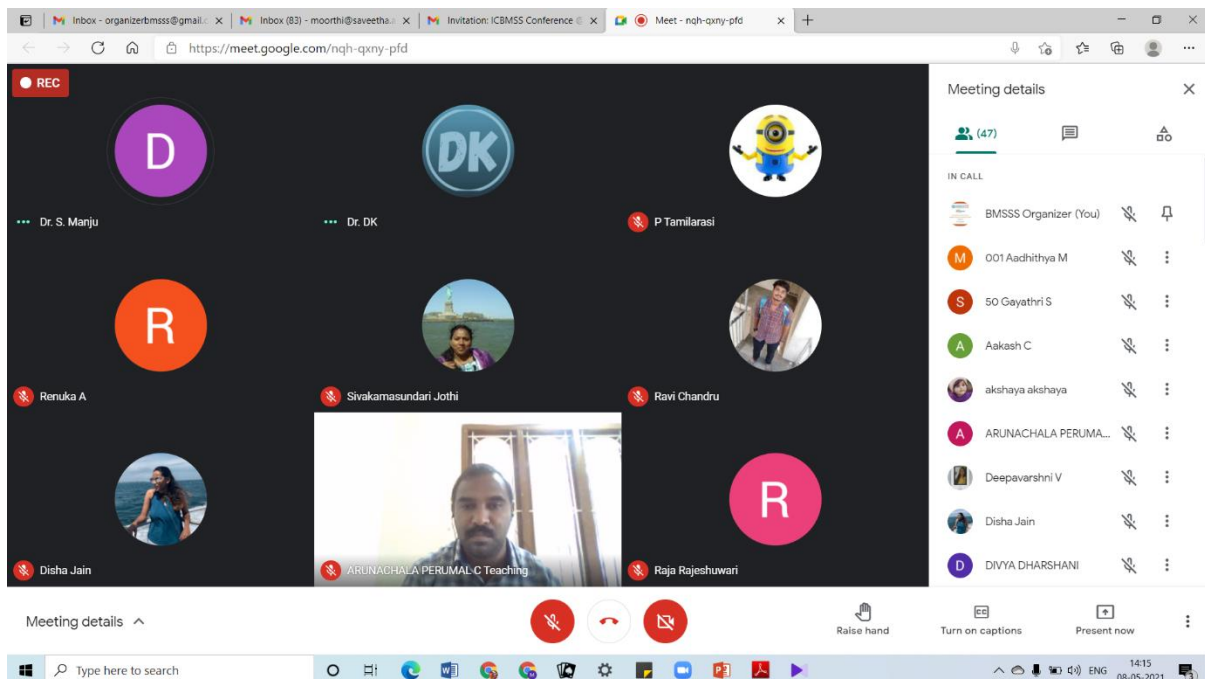 Inbox - organizerbmsss@gmail.c
Inbox (83) - moorthi@saveetha.a
Invitation: ICBMSS Conference @
Meet - nqh-qxny-pfd
https://meet.google.com/nqh-qxny-pfd
REC
D
DK
Dr. S. Manju
Dr. DK
P Tamilarasi
R
Renuka A
Sivakamasundari Jothi
Ravi Chandru
R
Disha Jain
ARUNACHALA PERUMAL C Teaching
Raja Rajeshuwari
Meeting details
(47)
IN CALL
BMSSS Organizer (You)
M 001 Aadhithya M
S 50 Gayathri S
A Aakash C
akshaya akshaya
A ARUNACHALA PERUMA...
Deepavarshni V
Disha Jain
D DIVYA DHARSHANI
Meeting details
Raise hand
CC
Turn on captions
Present now
Type here to search
ENG
14:15
08-05-2021
3